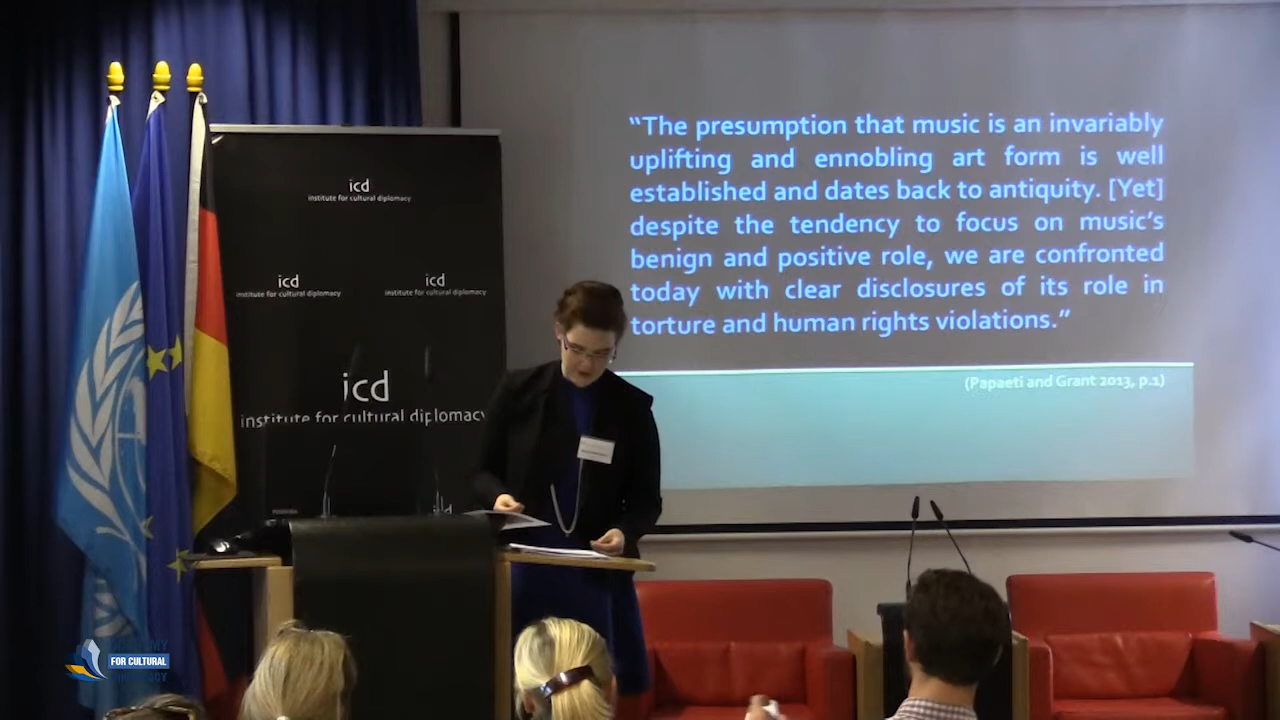 “The presumption that music is an invariably
uplifting and ennobling art form is well
established and dates back to antiquity. [Yet]
despite the tendency to focus on music’s
benign and positive role, we are confronted
today with clear disclosures of its role in
torture and human rights violations.”
(Papaeti and Grant 2013, p.1)
icd
institute for cultural diplomacy
icd
institute for cultural diplomacy
icd
institute for cultural diplomacy
icd
institute for cultural diplomacy
icd
FOR CULTURAL